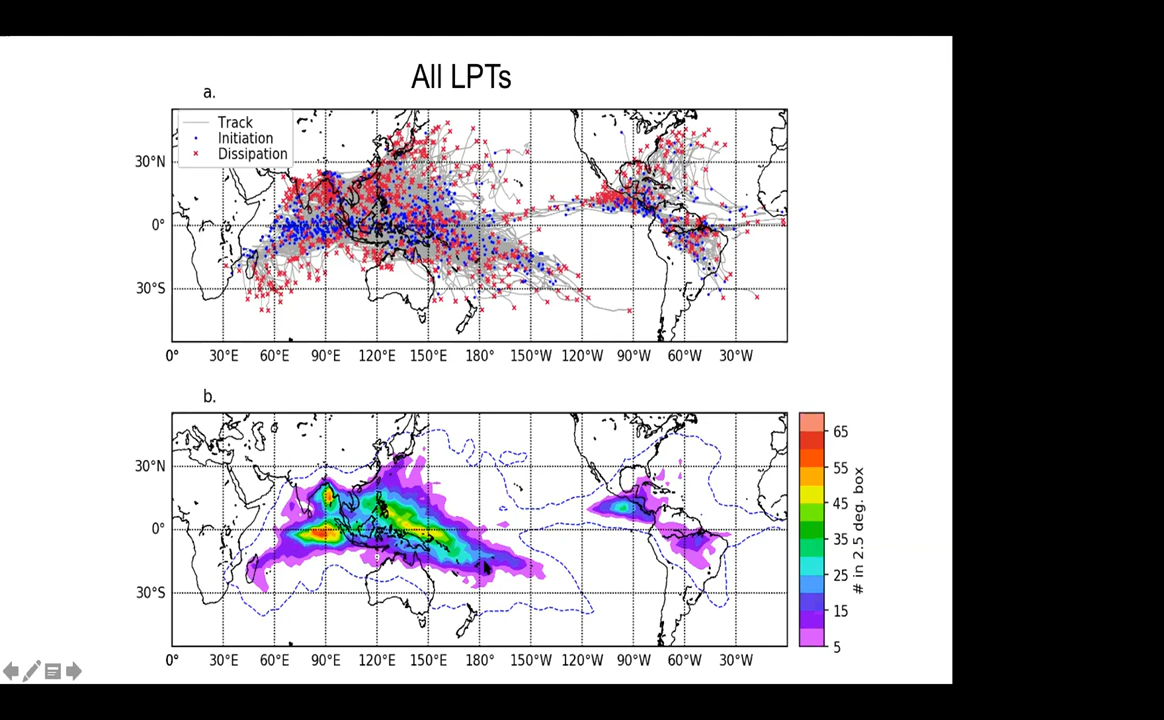 All LPTs
a.
Track
Initiation
Dissipation
30°N
0°
30°S
0° 30°E 60°E 90°E 120°E 150°E 180° 150°W 120°W 90°W 60°W 30°W
b.
30°N
0°
30°S
0° 30°E 60°E 90°E 120°E 150°E 180° 150°W 120°W 90°W 60°W 30°W
65
55
45
35
25
15
5
# in 2.5 deg. box